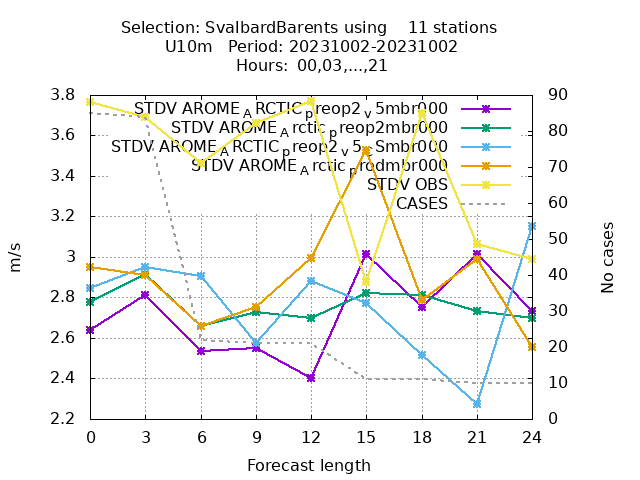 Selection: SvalbardBarents using    11 stations
U10m   Period: 20231002-20231002
Hours: 00,03,...,21
3.8
3.6
3.4
3.2
3
2.8
2.6
2.4
2.2
m/s
90
80
70
60
50
40
30
20
10
0
No cases
STDV AROME_ARCTIC_preop2_v5mbr000
STDV AROME_Arctic_preop2mbr000
STDV AROME_ARCTIC_preop2_v5_Smbr000
STDV AROME_Arctic_prodmbr000
STDV OBS
CASES
0 3 6 9 12 15 18 21 24
Forecast length